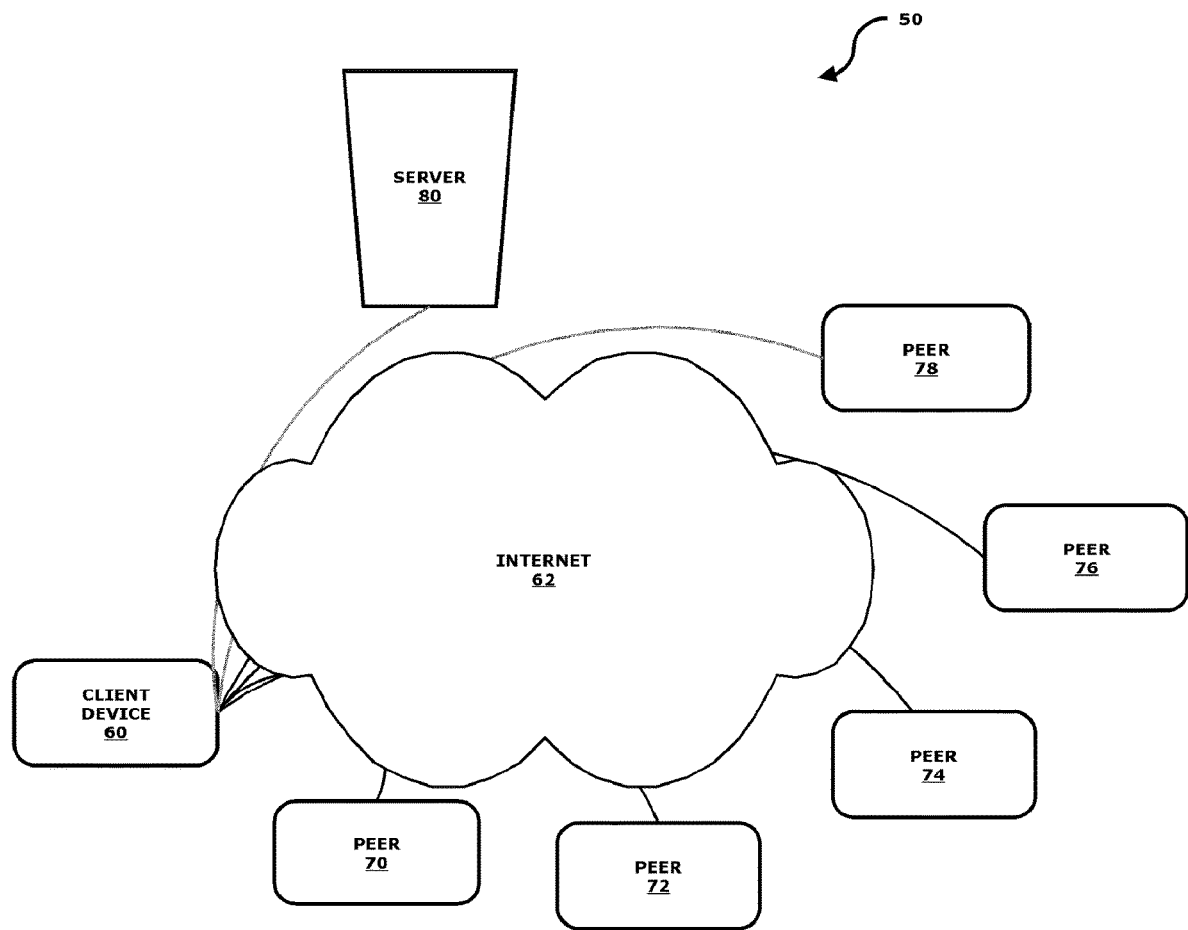 50
SERVER
80
PEER
78
PEER
76
INTERNET
62
CLIENT
DEVICE
60
PEER
74
PEER
70
PEER
72